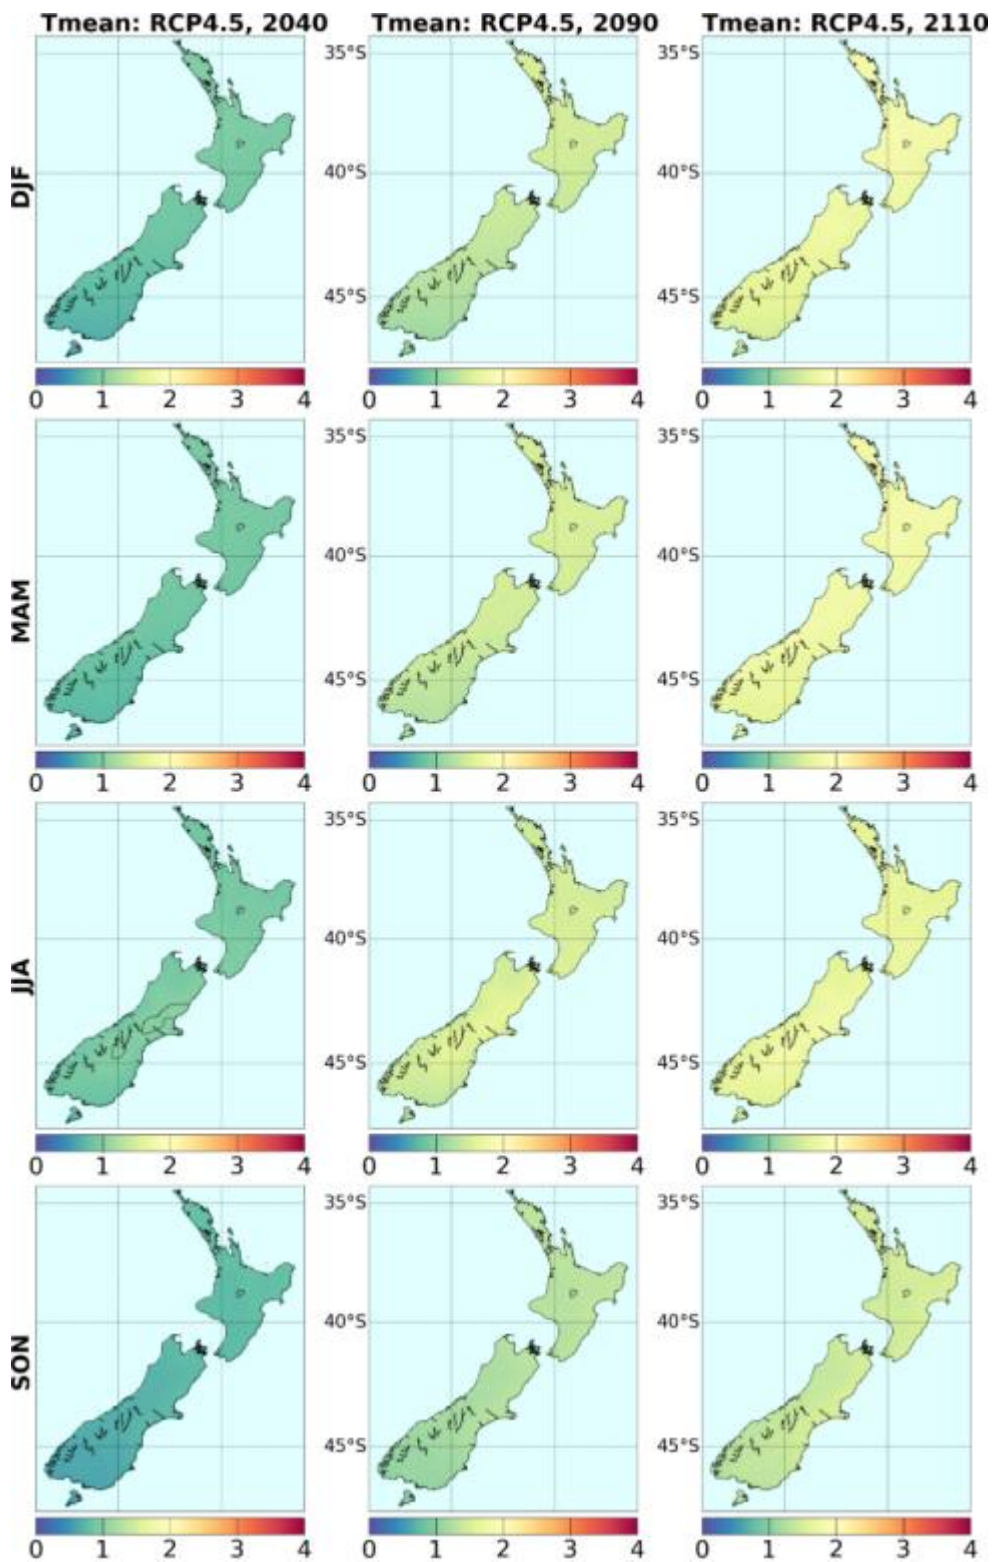 Tmean: RCP4.5, 2040 Tmean: RCP4.5, 2090 Tmean: RCP4.5, 2110
DJF
35°S 35°S
40°S 40°S
45°S 45°S
0 1 2 3 4 0 1 2 3 4 0 1 2 3 4
MAM
35°S 35°S
40°S 40°S
45°S 45°S
0 1 2 3 4 0 1 2 3 4 0 1 2 3 4
JJA
35°S 35°S
40°S 40°S
45°S 45°S
0 1 2 3 4 0 1 2 3 4 0 1 2 3 4
SON
35°S 35°S
40°S 40°S
45°S 45°S
0 1 2 3 4 0 1 2 3 4 0 1 2 3 4